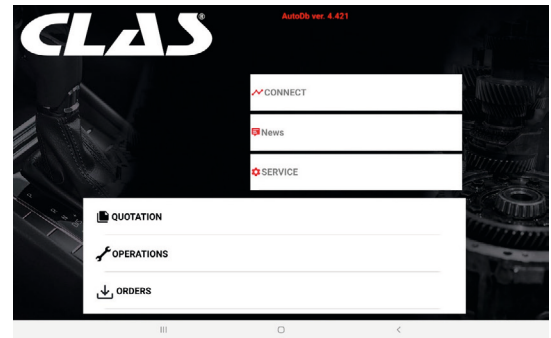 CLAS®
AutoDb ver. 4.421
CONNECT
News
SERVICE
QUOTATION
OPERATIONS
ORDERS